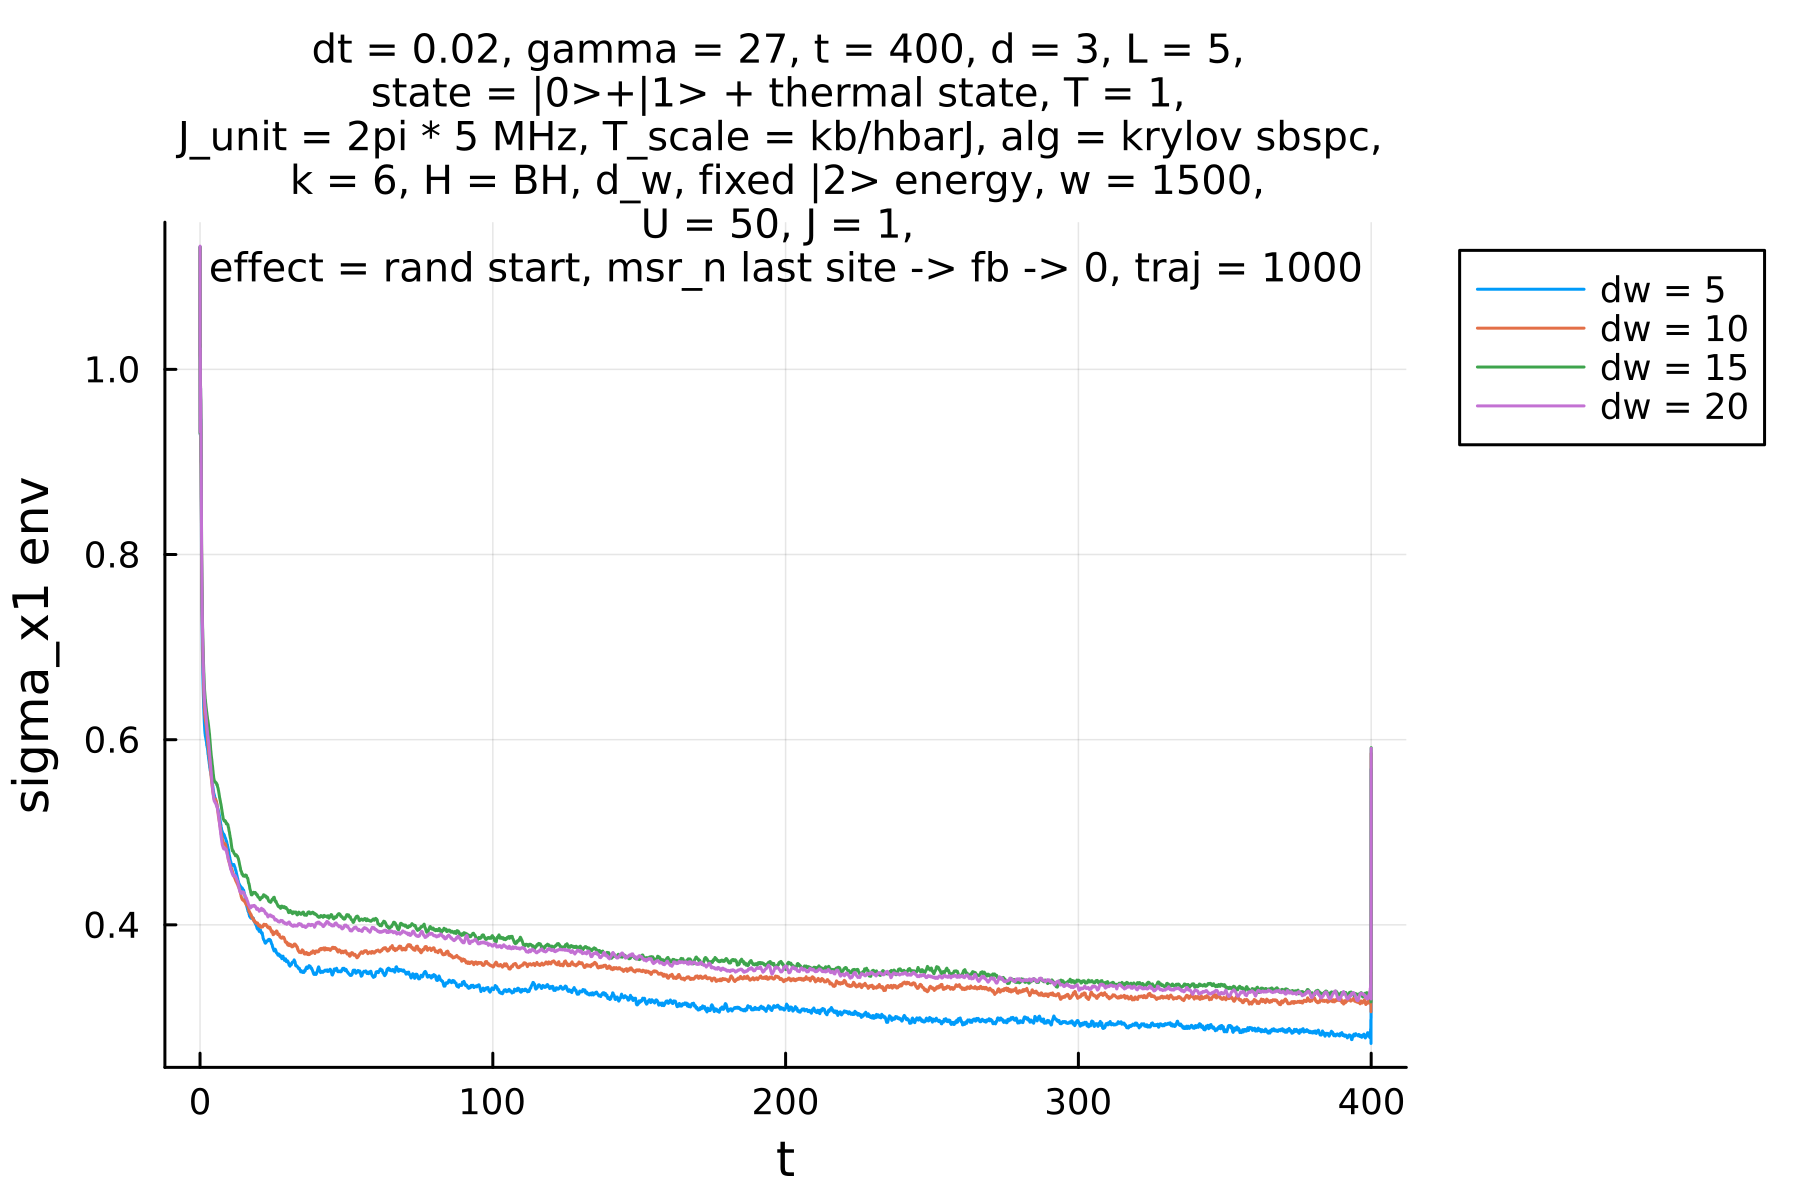 dt = 0.02, gamma = 27, t = 400, d = 3, L = 5,
state = |0>+|1> + thermal state, T = 1,
J_unit = 2pi * 5 MHz, T_scale = kb/hbarJ, alg = krylov sbspc,
k = 6, H = BH, d_w, fixed |2> energy, w = 1500,
U = 50, J = 1,
effect = rand start, msr_n last site -> fb -> 0, traj = 1000
dw = 5
dw = 10
dw = 15
dw = 20
1.0
0.8
0.6
0.4
sigma_x1 env
0 100 200 300 400
t